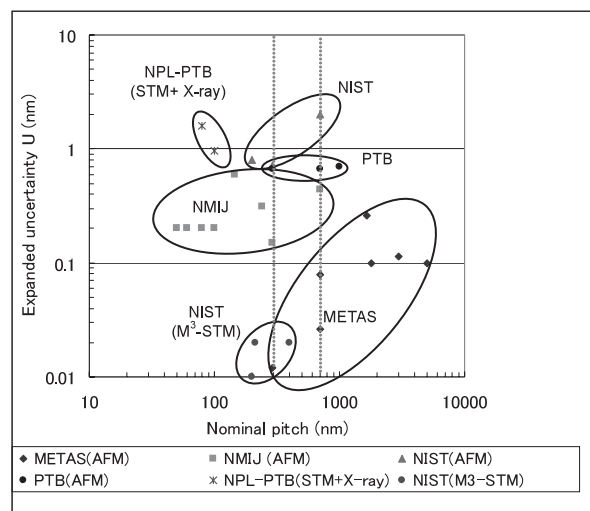 10
1
0.1
0.01
Expanded uncertainty U (nm)
NPL-PTB
(STM+ X-ray)
NIST
PTB
NMIJ
NIST
(M³-STM)
METAS
10
100
1000
10000
Nominal pitch (nm)
METAS(AFM)
NMIJ (AFM)
NIST(AFM)
PTB(AFM)
NPL-PTB(STM+X-ray)
NIST(M3-STM)